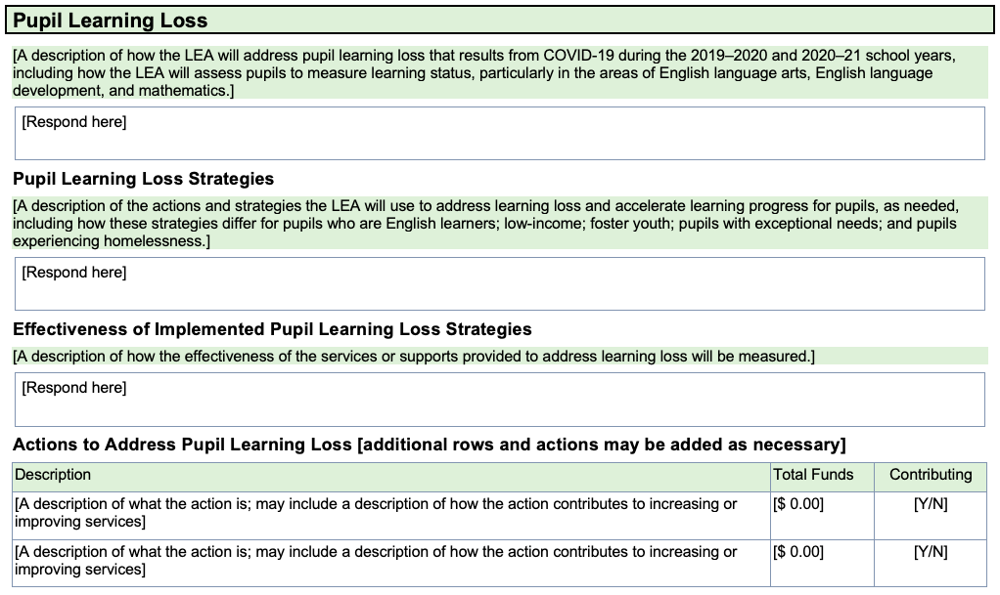 Pupil Learning Loss
[A description of how the LEA will address pupil learning loss that results from COVID-19 during the 2019–2020 and 2020–21 school years,
including how the LEA will assess pupils to measure learning status, particularly in the areas of English language arts, English language
development, and mathematics.]
[Respond here]
Pupil Learning Loss Strategies
[A description of the actions and strategies the LEA will use to address learning loss and accelerate learning progress for pupils, as needed,
including how these strategies differ for pupils who are English learners; low-income; foster youth; pupils with exceptional needs; and pupils
experiencing homelessness.]
[Respond here]
Effectiveness of Implemented Pupil Learning Loss Strategies
[A description of how the effectiveness of the services or supports provided to address learning loss will be measured.]
[Respond here]
Actions to Address Pupil Learning Loss [additional rows and actions may be added as necessary]
Description Total Funds Contributing
[A description of what the action is; may include a description of how the action contributes to increasing or [$ 0.00] [Y/N]
improving services]
[A description of what the action is; may include a description of how the action contributes to increasing or [$ 0.00] [Y/N]
improving services]